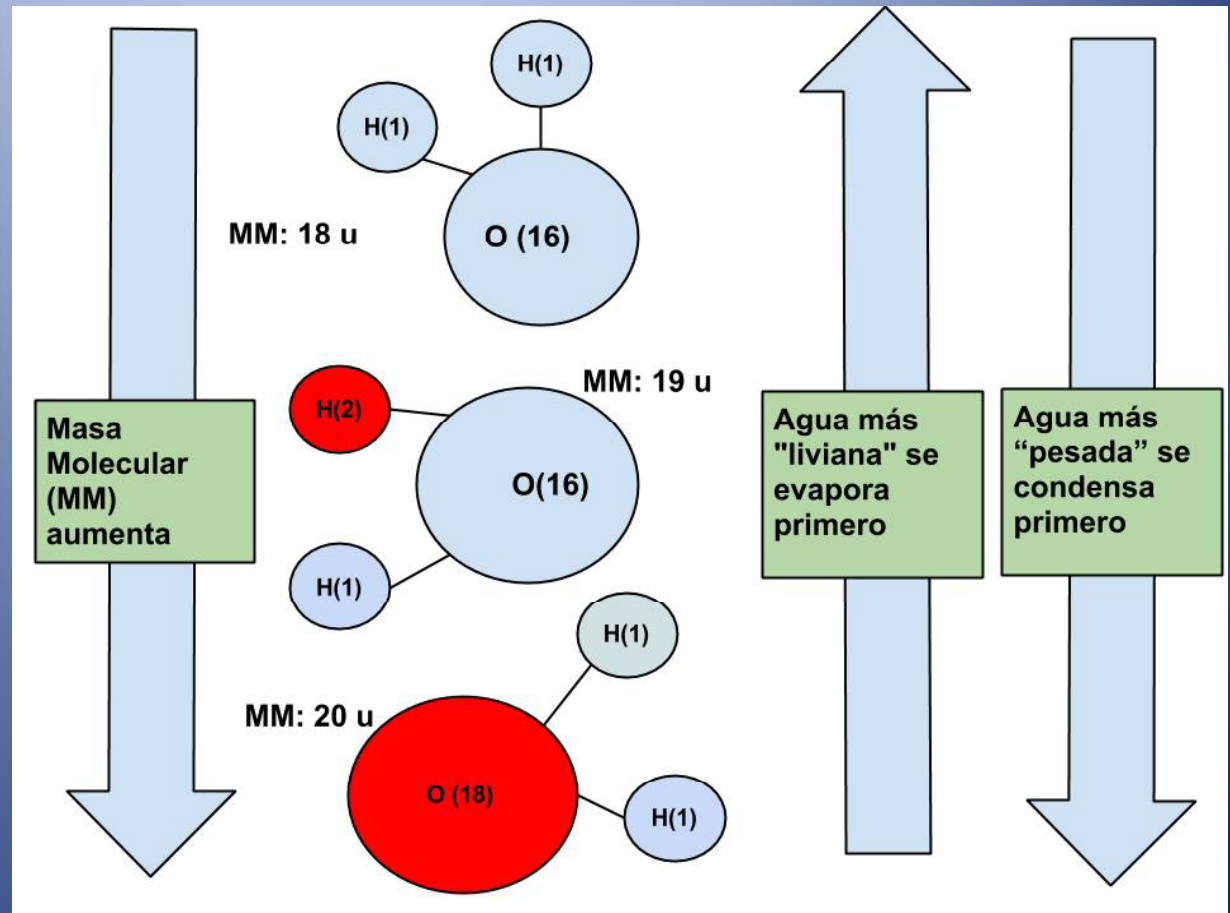 H(1)
H(1)
MM: 18 u
O (16)
MM: 19 u
H(2)
O(16)
H(1)
Masa
Molecular
(MM)
aumenta
Agua más
"liviana" se
evapora
primero
Agua más
“pesada” se
condensa
primero
H(1)
MM: 20 u
O (18)
H(1)